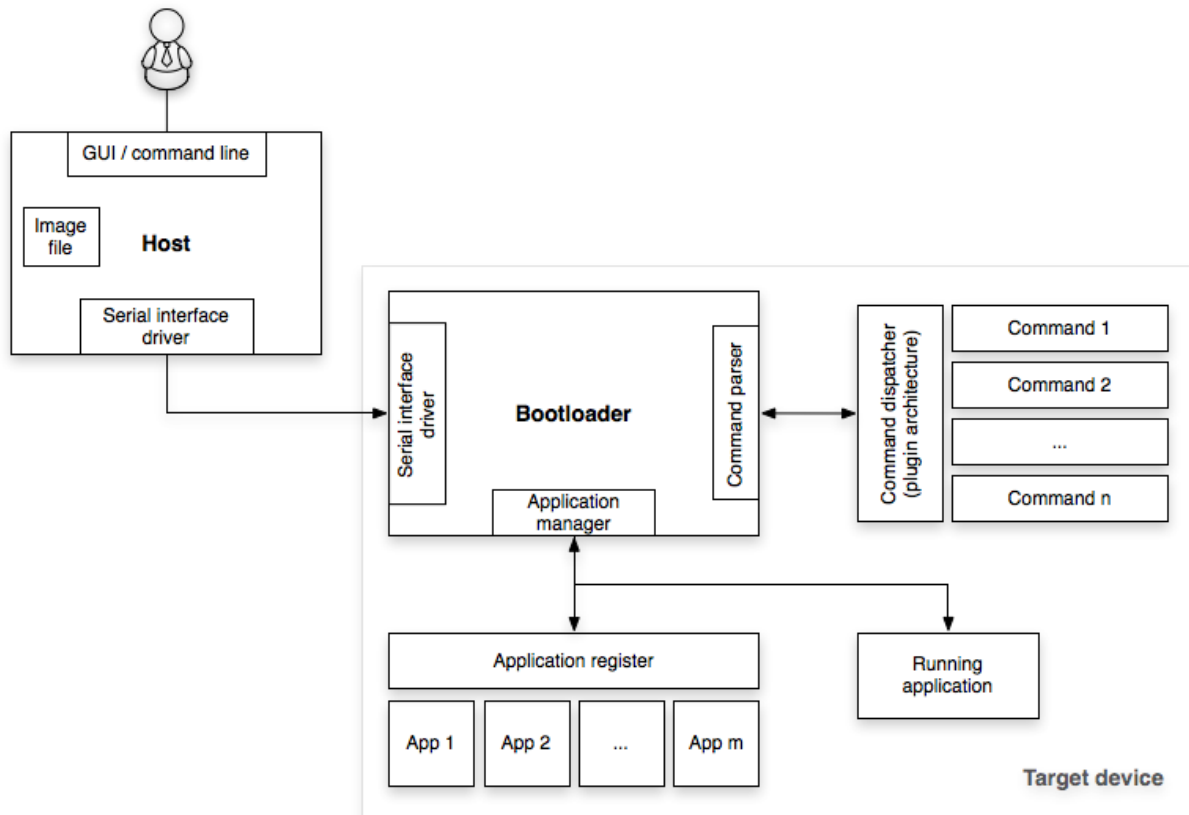 GUI / command line
Image
file
Host
Serial interface
driver
Serial interface
driver
Bootloader
Command parser
Application
manager
Command dispatcher
(plugin architecture)
Command 1
Command 2
...
Command n
Application register
App 1
App 2
...
App m
Running
application
Target device